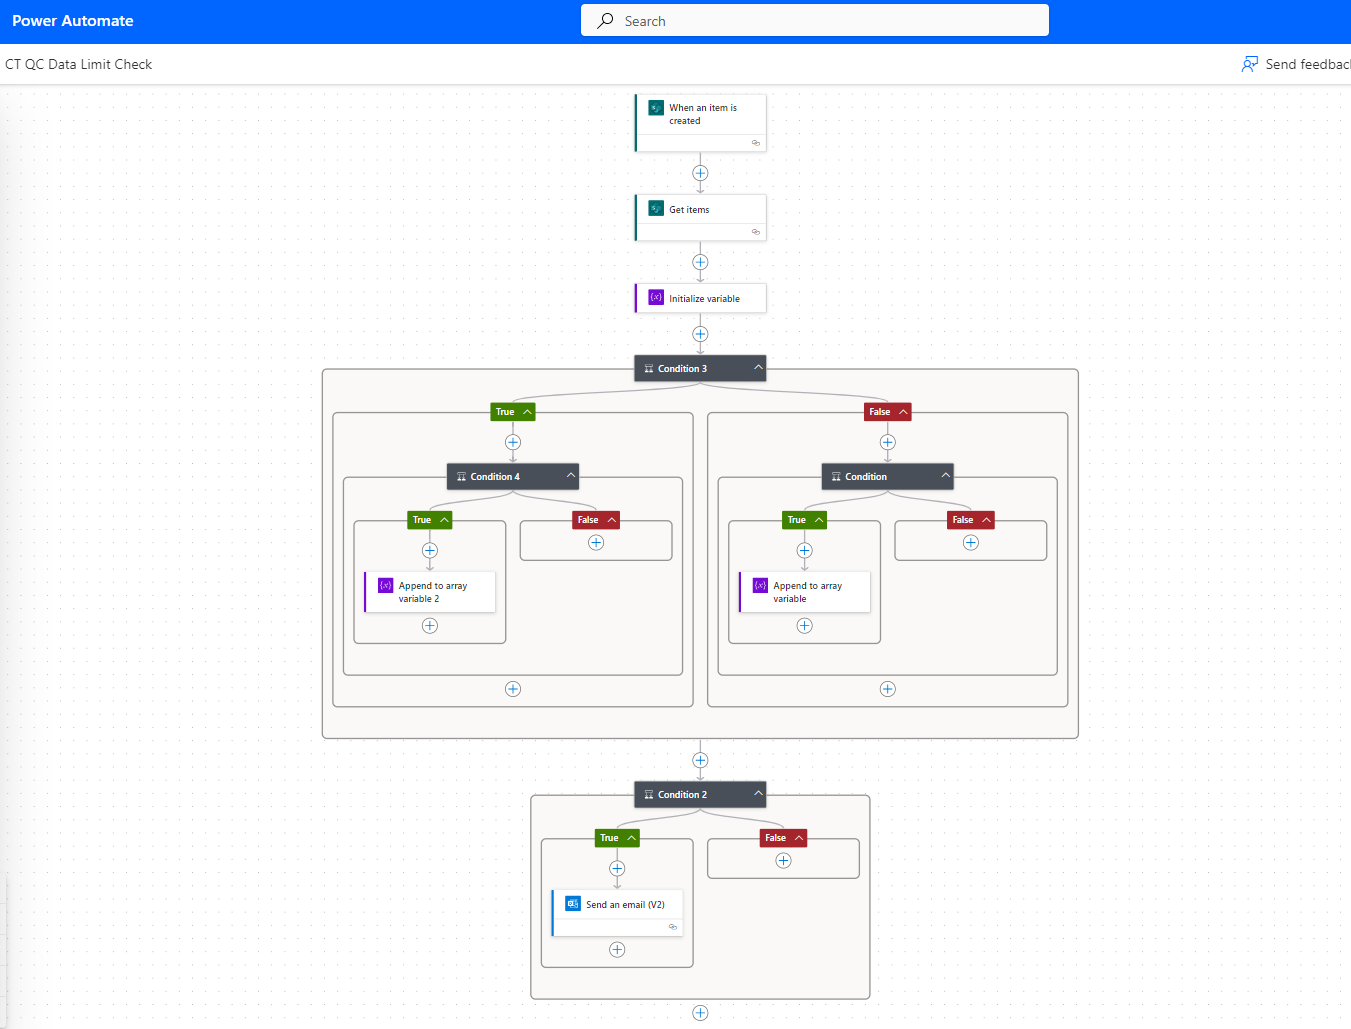 Power Automate
Search
CT QC Data Limit Check
Send feedbac
When an item is
created
Get items
Initialize variable
Condition 3
True
False
Condition 4
Condition
True
False
True
False
Append to array
variable 2
Append to array
variable
Condition 2
True
False
Send an email (V2)